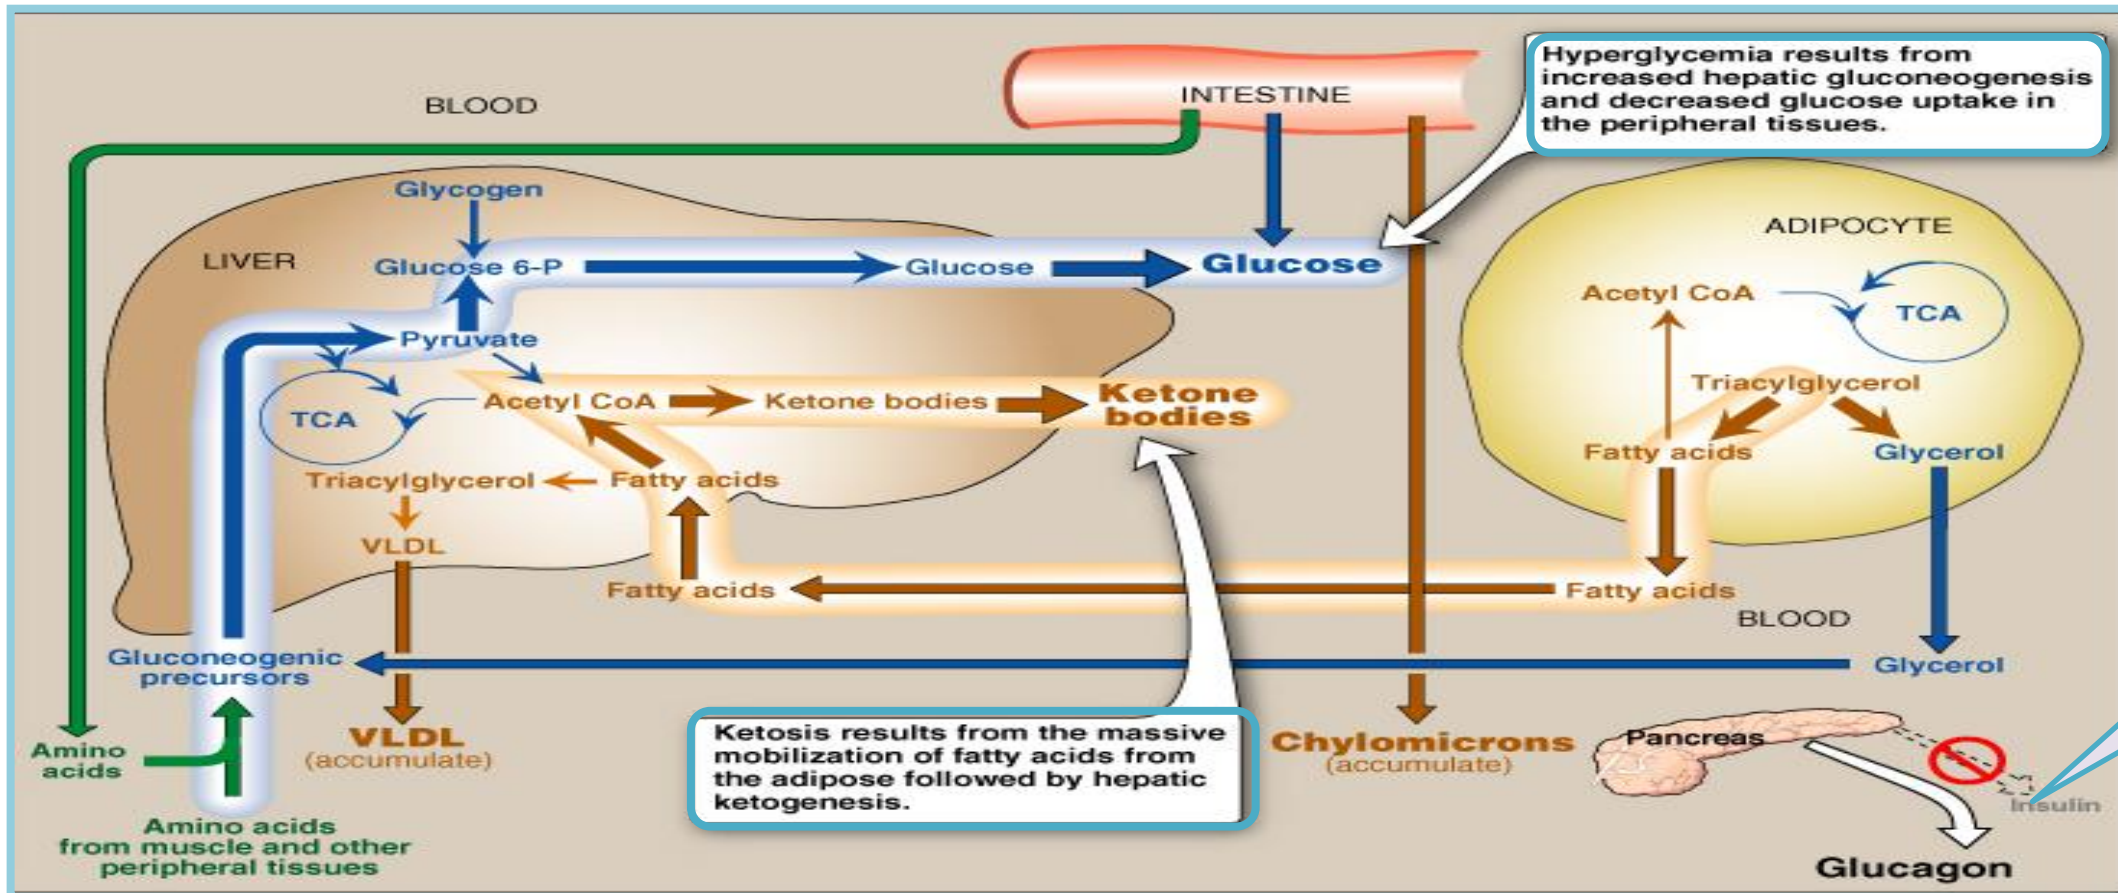 BLOOD
INTESTINE
Hyperglycemia results from
increased hepatic gluconeogenesis
and decreased glucose uptake in
the peripheral tissues.
LIVER
Glycogen
Glucose 6-P
Glucose
Glucose
Pyruvate
TCA
Acetyl CoA
Ketone bodies
Ketone
bodies
Triacylglycerol
Fatty acids
VLDL
Fatty acids
ADIPOCYTE
Acetyl CoA
TCA
Triacylglycerol
Fatty acids
Glycerol
Fatty acids
BLOOD
Glycerol
Gluconeogenic
precursors
Amino
acids
VLDL
(accumulate)
Ketosis results from the massive
mobilization of fatty acids from
the adipose followed by hepatic
ketogenesis.
Chylomicrons
(accumulate)
Pancreas
Insulin
Glucagon
Amino acids
from muscle and other
peripheral tissues